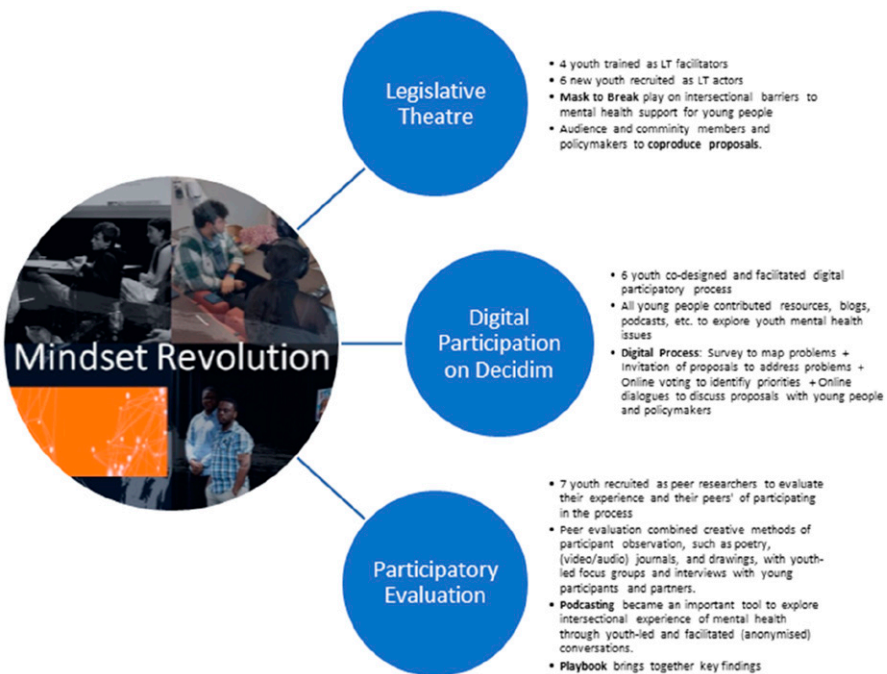 Mindset Revolution
Legislative
Theatre
• 4 youth trained as LT facilitators
• 6 new youth recruited as LT actors
• Mask to Break play on intersectional barriers to
mental health support for young people
• Audience and comminity members and
policymakers to coproduce proposals.
Digital
Participation
on Decidim
• 6 youth co-designed and facilitated digital
participatory process
• All young people contributed resources, blogs,
podcasts, etc. to explore youth mental health
issues
• Digital Process: Survey to map problems +
Invitation of proposals to address problems +
Online voting to identifiy priorities + Online
dialogues to discuss proposals with young people
and policymakers
Participatory
Evaluation
• 7 youth recruited as peer researchers to evaluate
their experience and their peers' of participating
in the process
• Peer evaluation combined creative methods of
participant observation, such as poetry,
(video/audio) journals, and drawings, with youth-
led focus groups and interviews with young
participants and partners.
• Podcasting became an important tool to explore
intersectional experience of mental health
through youth-led and facilitated (anonymised)
conversations.
• Playbook brings together key findings